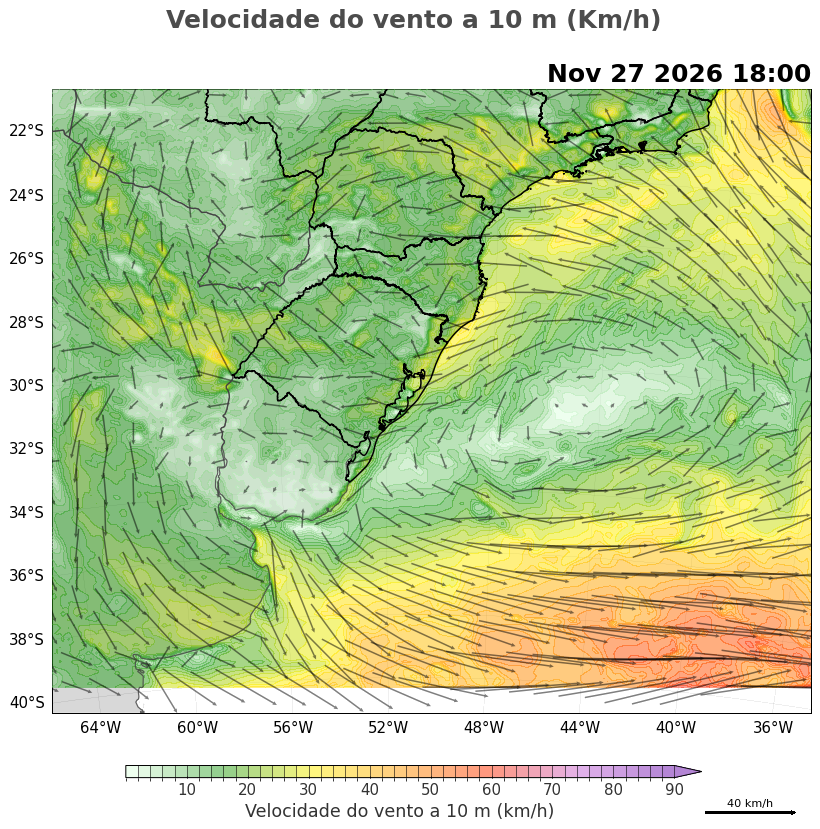 Velocidade do vento a 10 m (Km/h)
Nov 27 2026 18:00
22°S
24°S
26°S
28°S
30°S
32°S
34°S
36°S
38°S
40°S
64°W 60°W 56°W 52°W 48°W 44°W 40°W 36°W
10 20 30 40 50 60 70 80 90
Velocidade do vento a 10 m (km/h)
40 km/h